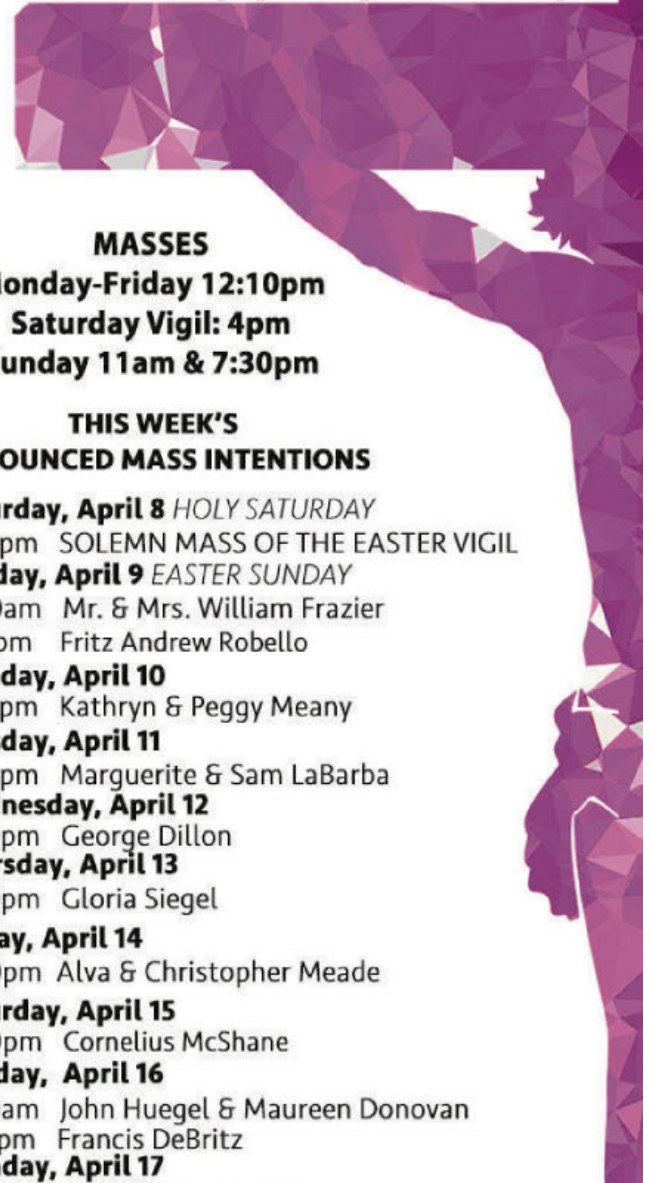 MASSES
onday-Friday 12:10pm
Saturday Vigil: 4pm
unday 11am & 7:30pm
THIS WEEK'S
OUNCED MASS INTENTIONS
urday, April 8 HOLY SATURDAY
pm SOLEMN MASS OF THE EASTER VIGIL
day, April 9 EASTER SUNDAY
am Mr. & Mrs. William Frazier
pm Fritz Andrew Robello
day, April 10
pm Kathryn & Peggy Meany
day, April 11
pm Marguerite & Sam LaBarba
nesday, April 12
pm George Dillon
rsday, April 13
pm Gloria Siegel
ay, April 14
pm Alva & Christopher Meade
urday, April 15
pm Cornelius McShane
day, April 16
am John Huegel & Maureen Donovan
pm Francis DeBritz
day, April 17